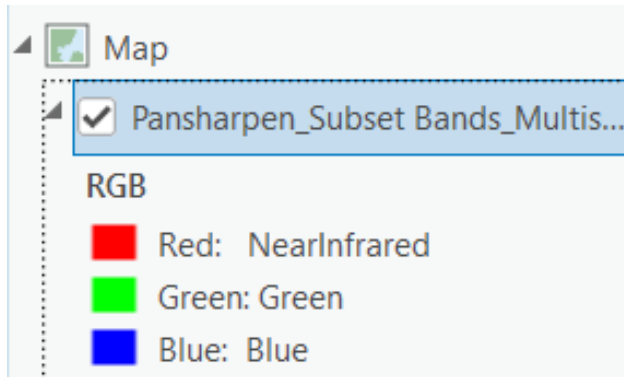 Map
Pansharpen_Subset Bands_Multis...
RGB
Red: NearInfrared
Green: Green
Blue: Blue